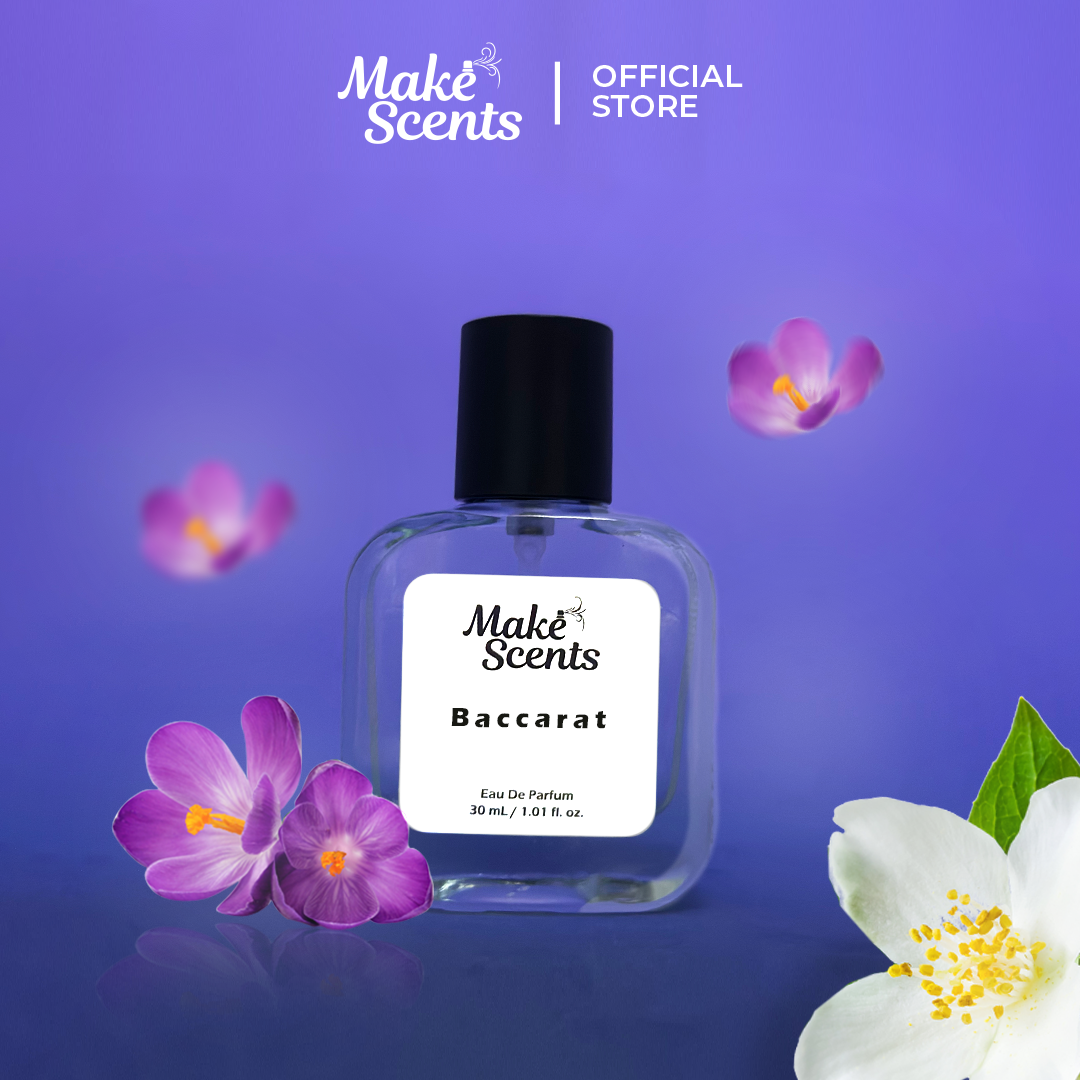 Make
Scents
OFFICIAL
STORE
Make
Scents
Baccarat
Eau De Parfum
30 mL / 1.01 fl. oz.